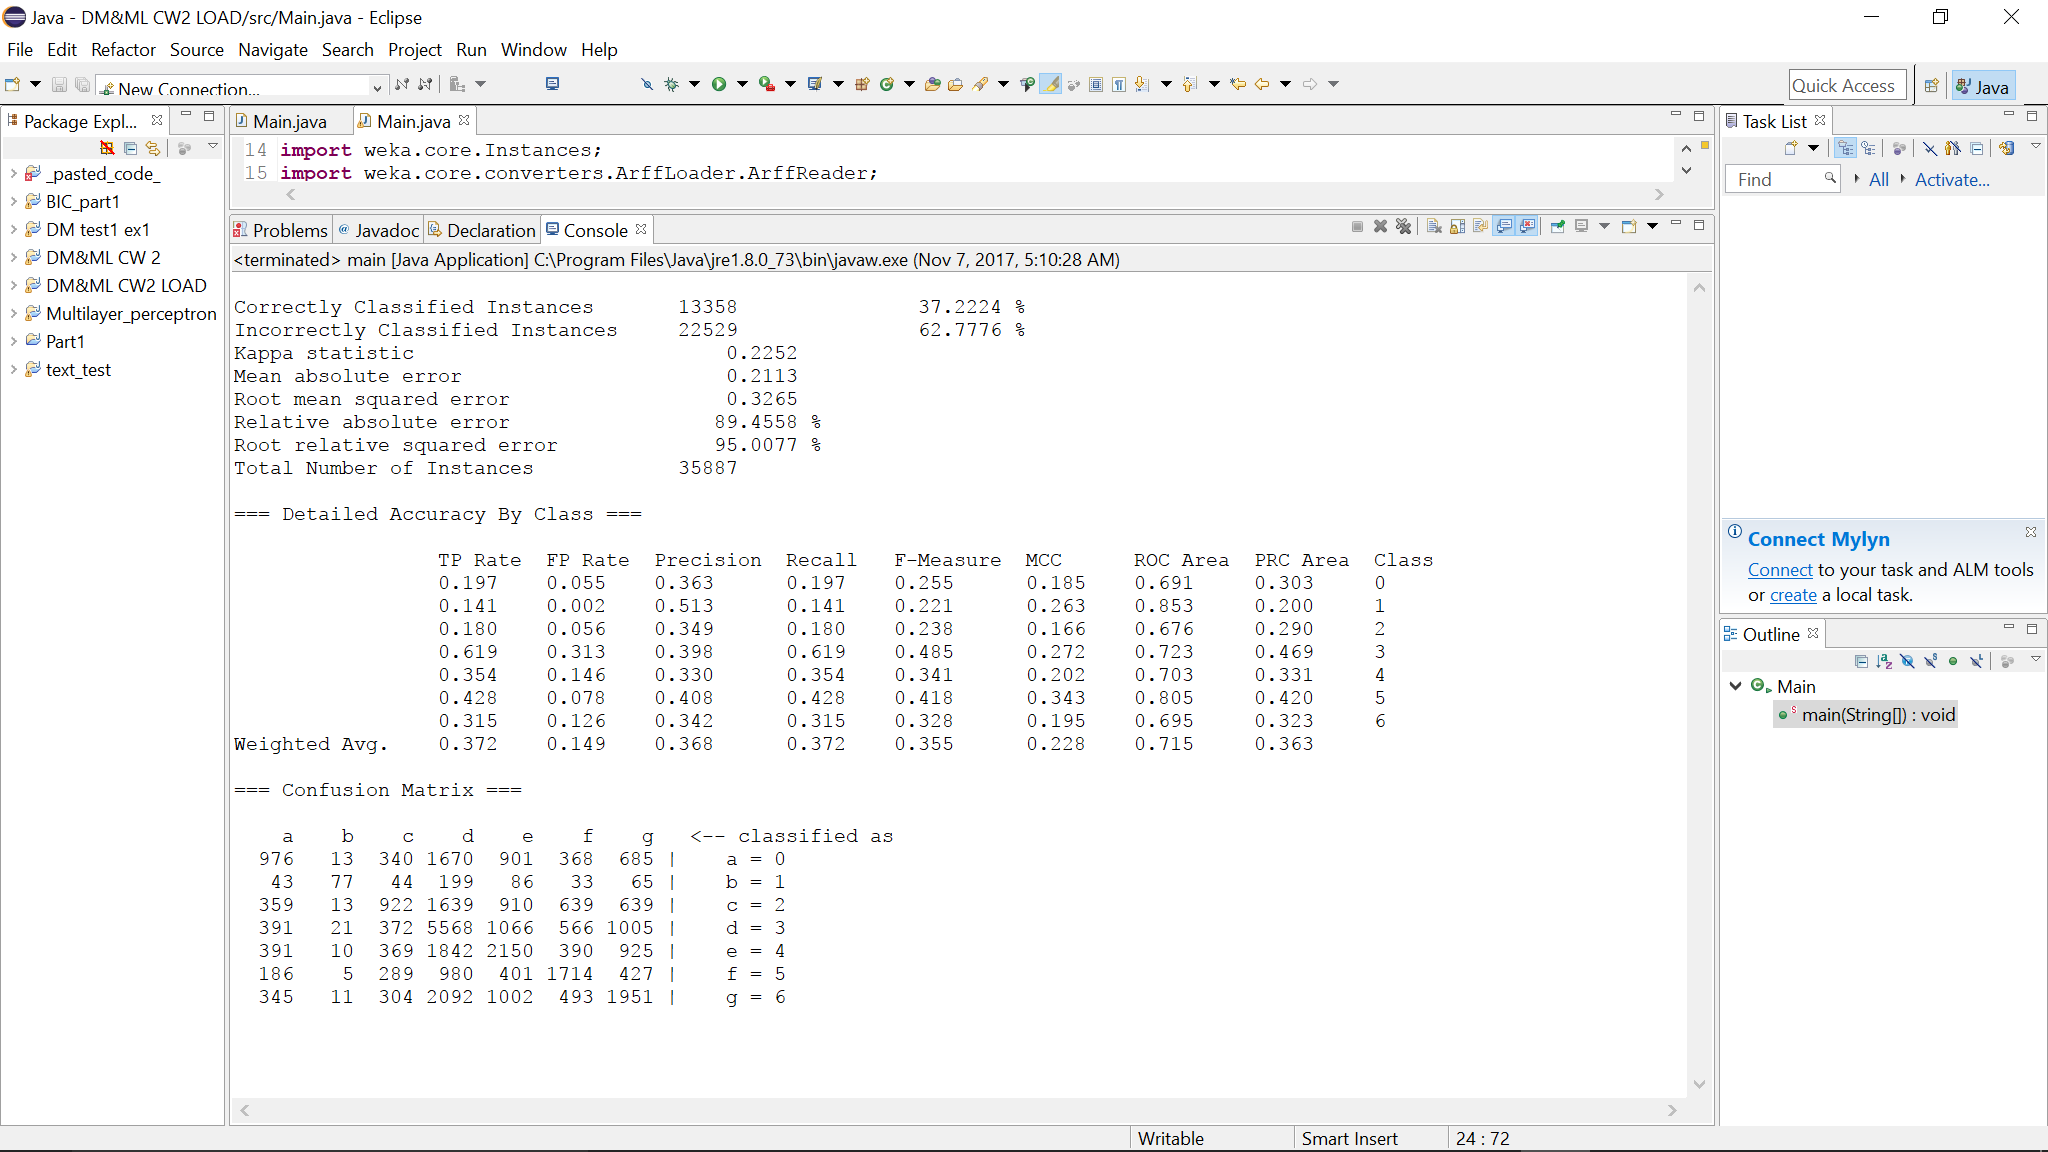 Java - DM&ML CW2 LOAD/src/Main.java - Eclipse
File Edit Refactor Source Navigate Search Project Run Window Help
New Connection...
Quick Access
Java
Package Expl...
_pasted_code_
BIC_part1
DM test1 ex1
DM&ML CW 2
DM&ML CW2 LOAD
Multilayer_perceptron
Part1
text_test
Main.java
Main.java
14 import weka.core.Instances;
15 import weka.core.converters.ArffLoader.ArffReader;
Problems @ Javadoc Declaration Console
<terminated> main [Java Application] C:\Program Files\Java\jre1.8.0_73\bin\javaw.exe (Nov 7, 2017, 5:10:28 AM)
Correctly Classified Instances 13358 37.2224 %
Incorrectly Classified Instances 22529 62.7776 %
Kappa statistic 0.2252
Mean absolute error 0.2113
Root mean squared error 0.3265
Relative absolute error 89.4558 %
Root relative squared error 95.0077 %
Total Number of Instances 35887
=== Detailed Accuracy By Class ===
TP Rate FP Rate Precision Recall F-Measure MCC ROC Area PRC Area Class
0.197 0.055 0.363 0.197 0.255 0.185 0.691 0.303 0
0.141 0.002 0.513 0.141 0.221 0.263 0.853 0.200 1
0.180 0.056 0.349 0.180 0.238 0.166 0.676 0.290 2
0.619 0.313 0.398 0.619 0.485 0.272 0.723 0.469 3
0.354 0.146 0.330 0.354 0.341 0.202 0.703 0.331 4
0.428 0.078 0.408 0.428 0.418 0.343 0.805 0.420 5
0.315 0.126 0.342 0.315 0.328 0.195 0.695 0.323 6
Weighted Avg. 0.372 0.149 0.368 0.372 0.355 0.228 0.715 0.363
=== Confusion Matrix ===
a b c d e f g <-- classified as
976 13 340 1670 901 368 685 | a = 0
43 77 44 199 86 33 65 | b = 1
359 13 922 1639 910 639 639 | c = 2
391 21 372 5568 1066 566 1005 | d = 3
391 10 369 1842 2150 390 925 | e = 4
186 5 289 980 401 1714 427 | f = 5
345 11 304 2092 1002 493 1951 | g = 6
Task List
Find All Activate...
Connect Mylyn
Connect to your task and ALM tools
or create a local task.
Outline
Main
main(String[]) : void
Writable Smart Insert 24 : 72